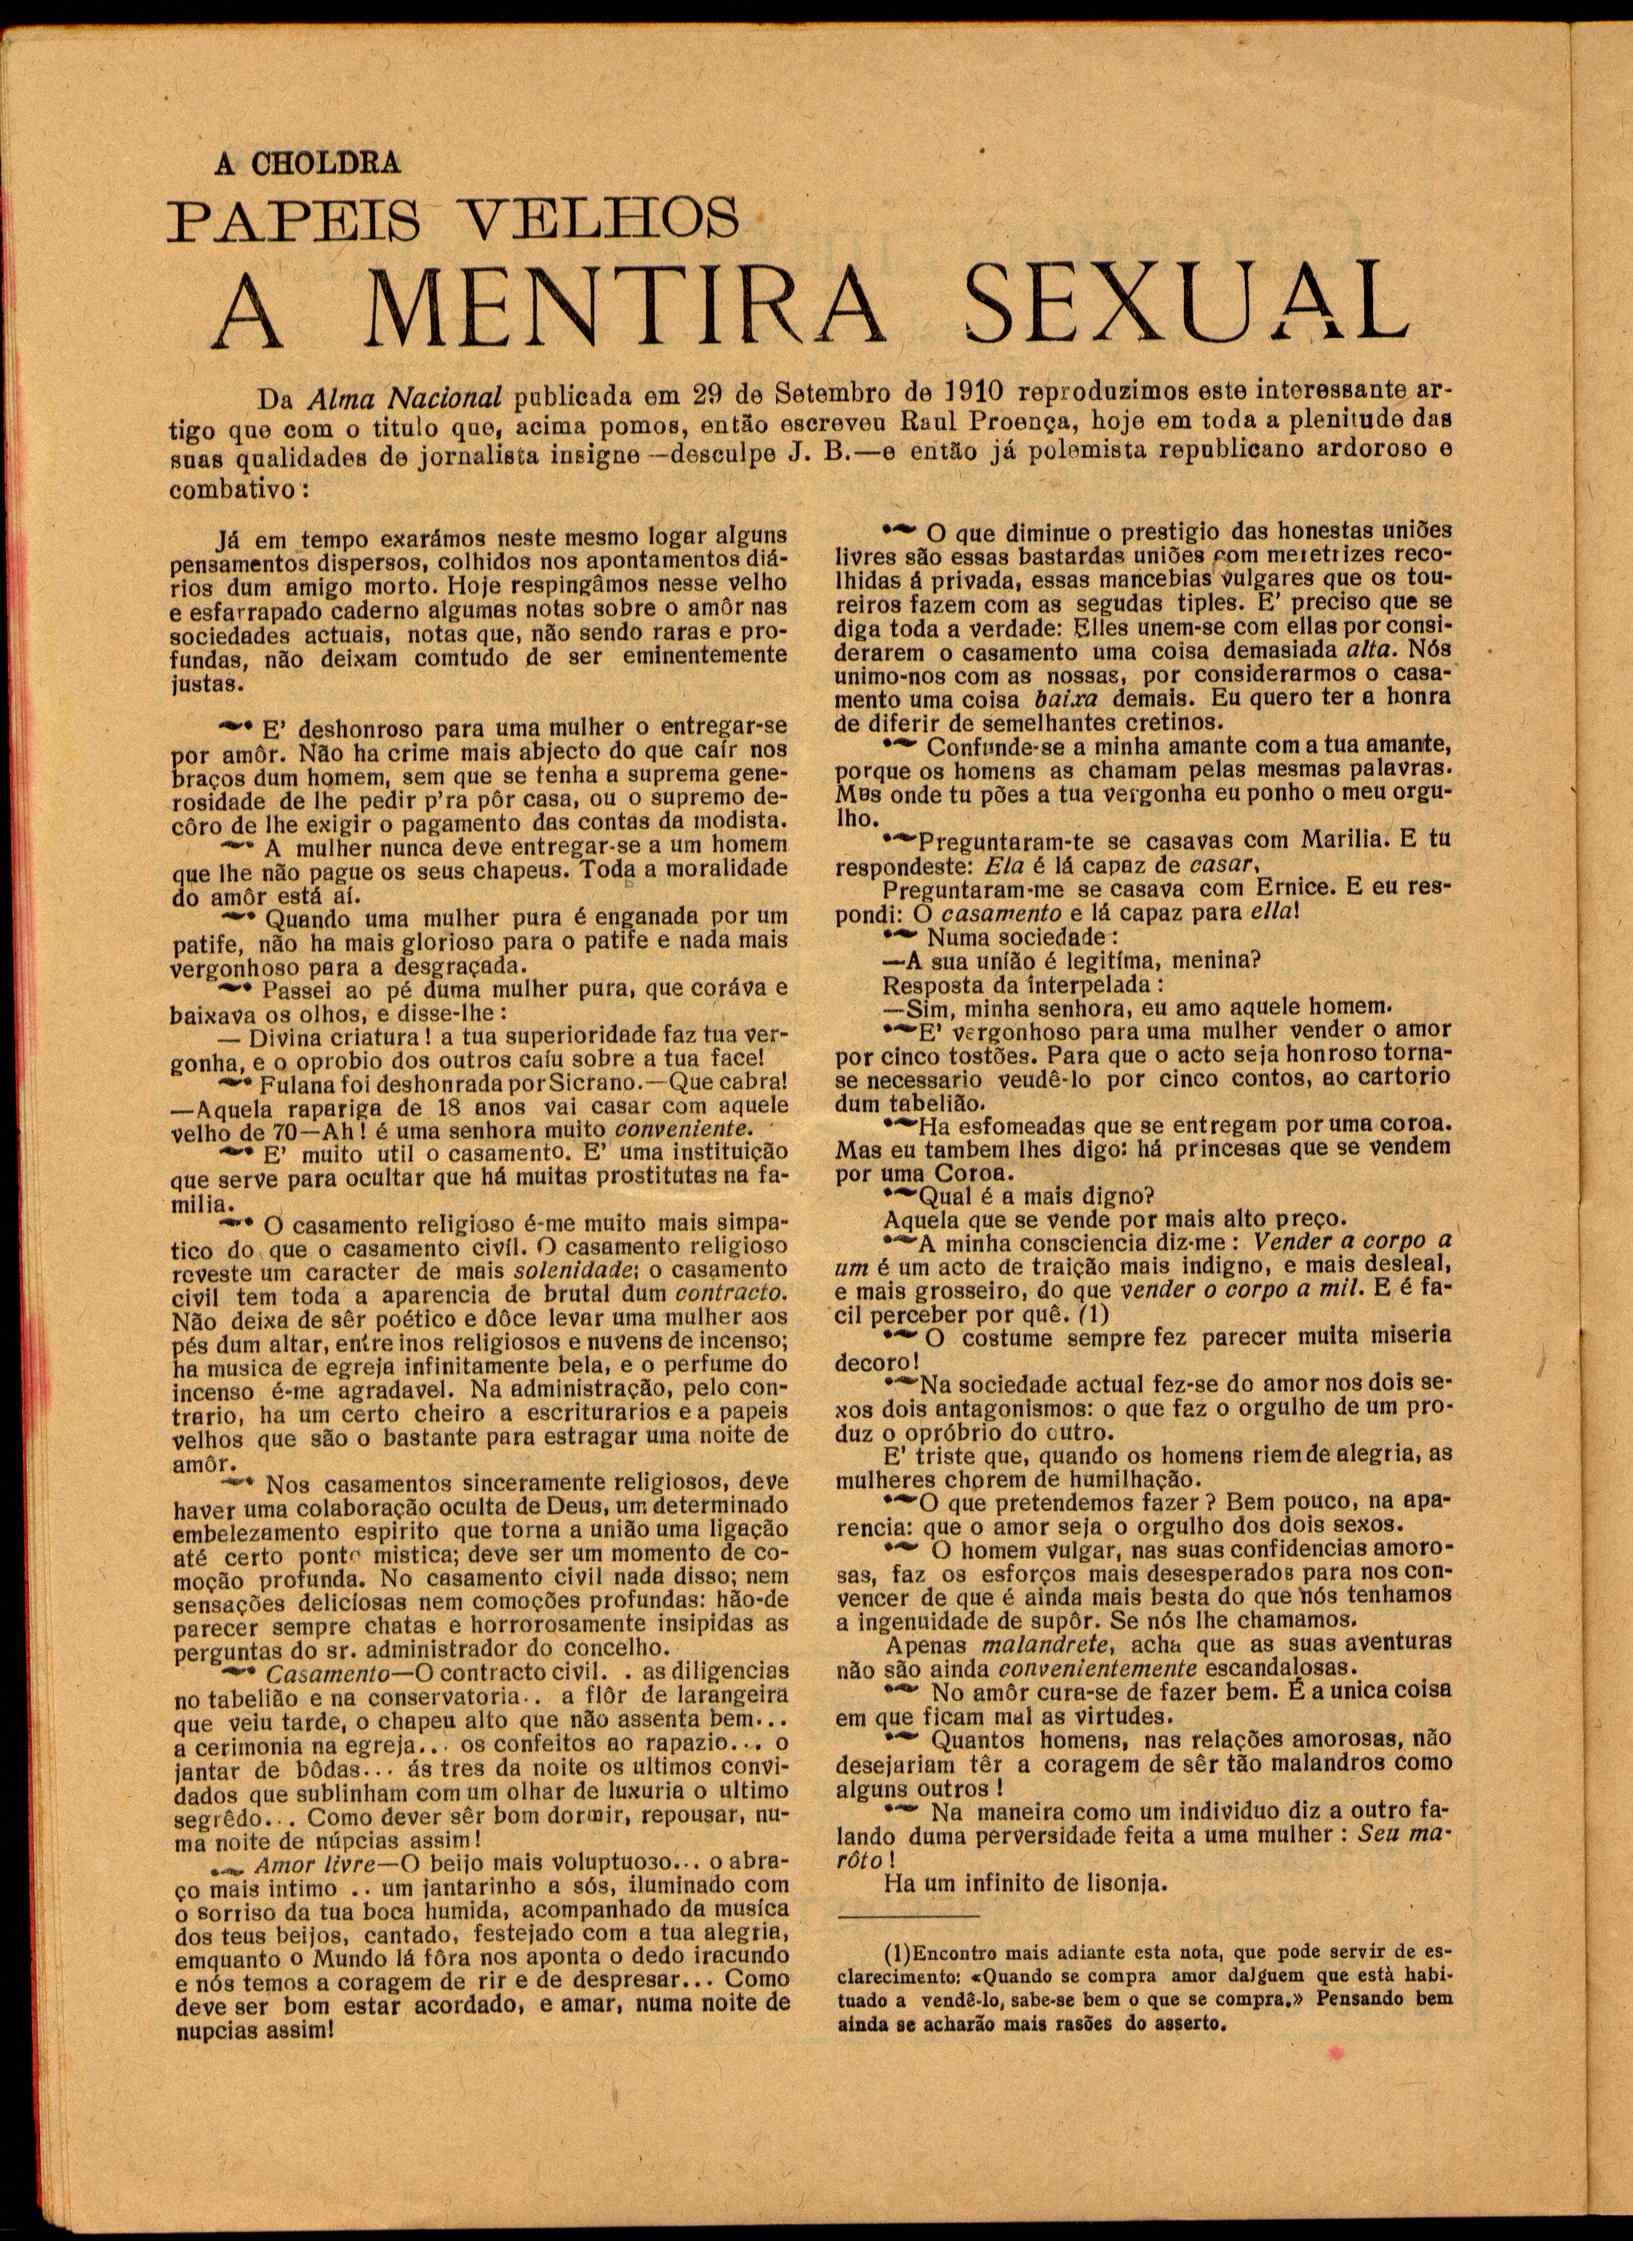 A CHOLDRA
PAPEIS VELHOS
A MENTIRA SEXUAL
Da Alma Nacional publicada em 29 de Setembro de 1910 reproduzimos este interessante ar-
tigo que com o titulo que, acima pomos, então escreveu Raul Proença, hoje em toda a plenitude das
suas qualidades de jornalista insigne —desculpe J. B.—e então já polemista republicano ardoroso e
combativo :
Já em tempo exarámos neste mesmo logar alguns
pensamentos dispersos, colhidos nos apontamentos diá-
rios dum amigo morto. Hoje respingâmos nesse velho
e esfarrapado caderno algumas notas sobre o amôr nas
sociedades actuais, notas que, não sendo raras e pro-
fundas, não deixam comtudo de ser eminentemente
justas.
E' deshonroso para uma mulher o entregar-se
por amôr. Não ha crime mais abjecto do que caír nos
braços dum homem, sem que se tenha a suprema gene-
rosidade de lhe pedir p'ra pôr casa, ou o supremo de-
côro de lhe exigir o pagamento das contas da modista.
A mulher nunca deve entregar-se a um homem
que lhe não pague os seus chapeus. Toda a moralidade
do amôr está aí.
Quando uma mulher pura é enganada por um
patife, não ha mais glorioso para o patife e nada mais
vergonhoso para a desgraçada.
Passei ao pé duma mulher pura, que coráva e
baixava os olhos, e disse-lhe :
— Divina criatura ! a tua superioridade faz tua ver-
gonha, e o oprobio dos outros caíu sobre a tua face!
Fulana foi deshonrada por Sicrano.—Que cabra!
—Aquela rapariga de 18 anos vai casar com aquele
velho de 70—Ah ! é uma senhora muito conveniente.
E' muito util o casamento. E' uma instituição
que serve para ocultar que há muitas prostitutas na fa-
milia.
O casamento religioso é-me muito mais simpa-
tico do que o casamento civíl. O casamento religioso
reveste um caracter de mais solenidade; o casamento
civil tem toda a aparencia de brutal dum contracto.
Não deixa de sêr poético e dôce levar uma mulher aos
pés dum altar, entre inos religiosos e nuvens de incenso;
ha musica de egreja infinitamente bela, e o perfume do
incenso é-me agradavel. Na administração, pelo con-
trario, ha um certo cheiro a escriturarios e a papeis
velhos que são o bastante para estragar uma noite de
amôr.
Nos casamentos sinceramente religiosos, deve
haver uma colaboração oculta de Deus, um determinado
embelezamento espirito que torna a união uma ligação
até certo ponto mistica; deve ser um momento de co-
moção profunda. No casamento civil nada disso; nem
sensações deliciosas nem comoções profundas: hão-de
parecer sempre chatas e horrorosamente insipidas as
perguntas do sr. administrador do concelho.
Casamento—O contracto civil. . as diligencias
no tabelião e na conservatoria.. a flôr de larangeira
que veiu tarde, o chapeu alto que não assenta bem...
a cerimonia na egreja... os confeitos ao rapazio... o
jantar de bôdas... ás tres da noite os ultimos convi-
dados que sublinham com um olhar de luxuria o ultimo
segrêdo... Como dever sêr bom dormir, repousar, nu-
ma noite de núpcias assim !
Amor livre—O beijo mais voluptuoso... o abra-
ço mais intimo .. um jantarinho a sós, iluminado com
o sorriso da tua boca humida, acompanhado da musíca
dos teus beijos, cantado, festejado com a tua alegria,
emquanto o Mundo lá fôra nos aponta o dedo iracundo
e nós temos a coragem de rir e de despresar... Como
deve ser bom estar acordado, e amar, numa noite de
nupcias assim!
O que diminue o prestigio das honestas uniões
livres são essas bastardas uniões com meretrizes reco-
lhidas á privada, essas mancebias vulgares que os tou-
reiros fazem com as segudas tiples. E' preciso que se
diga toda a verdade: Elles unem-se com ellas por consi-
derarem o casamento uma coisa demasiada alta. Nós
unimo-nos com as nossas, por considerarmos o casa-
mento uma coisa baixa demais. Eu quero ter a honra
de diferir de semelhantes cretinos.
Confunde-se a minha amante com a tua amante,
porque os homens as chamam pelas mesmas palavras.
Mas onde tu pões a tua vergonha eu ponho o meu orgu-
lho.
Preguntaram-te se casavas com Marilia. E tu
respondeste: Ela é lá capaz de casar,
Preguntaram-me se casava com Ernice. E eu res-
pondi: O casamento e lá capaz para ella!
Numa sociedade :
—A sua união é legitíma, menina?
Resposta da interpelada :
—Sim, minha senhora, eu amo aquele homem.
E' vergonhoso para uma mulher vender o amor
por cinco tostões. Para que o acto seja honroso torna-
se necessario veudê-lo por cinco contos, ao cartorio
dum tabelião.
Ha esfomeadas que se entregam por uma coroa.
Mas eu tambem lhes digo: há princesas que se vendem
por uma Coroa.
Qual é a mais digno?
Aquela que se vende por mais alto preço.
A minha consciencia diz-me : Vender a corpo a
um é um acto de traição mais indigno, e mais desleal,
e mais grosseiro, do que vender o corpo a mil. E é fa-
cil perceber por quê. (1)
O costume sempre fez parecer muita miseria
decoro!
Na sociedade actual fez-se do amor nos dois se-
xos dois antagonismos: o que faz o orgulho de um pro-
duz o opróbrio do outro.
E' triste que, quando os homens riem de alegria, as
mulheres chorem de humilhação.
O que pretendemos fazer ? Bem pouco, na apa-
rencia: que o amor seja o orgulho dos dois sexos.
O homem vulgar, nas suas confidencias amoro-
sas, faz os esforços mais desesperados para nos con-
vencer de que é ainda mais besta do que nós tenhamos
a ingenuidade de supôr. Se nós lhe chamamos.
Apenas malandrete, acha que as suas aventuras
não são ainda convenientemente escandalosas.
No amôr cura-se de fazer bem. E a unica coisa
em que ficam mal as virtudes.
Quantos homens, nas relações amorosas, não
desejariam têr a coragem de sêr tão malandros como
alguns outros !
Na maneira como um individuo diz a outro fa-
lando duma perversidade feita a uma mulher : Seu ma-
rôto !
Ha um infinito de lisonja.
(1)Encontro mais adiante esta nota, que pode servir de es-
clarecimento: «Quando se compra amor dalguem que està habi-
tuado a vendê-lo, sabe-se bem o que se compra.» Pensando bem
ainda se acharão mais rasões do asserto.